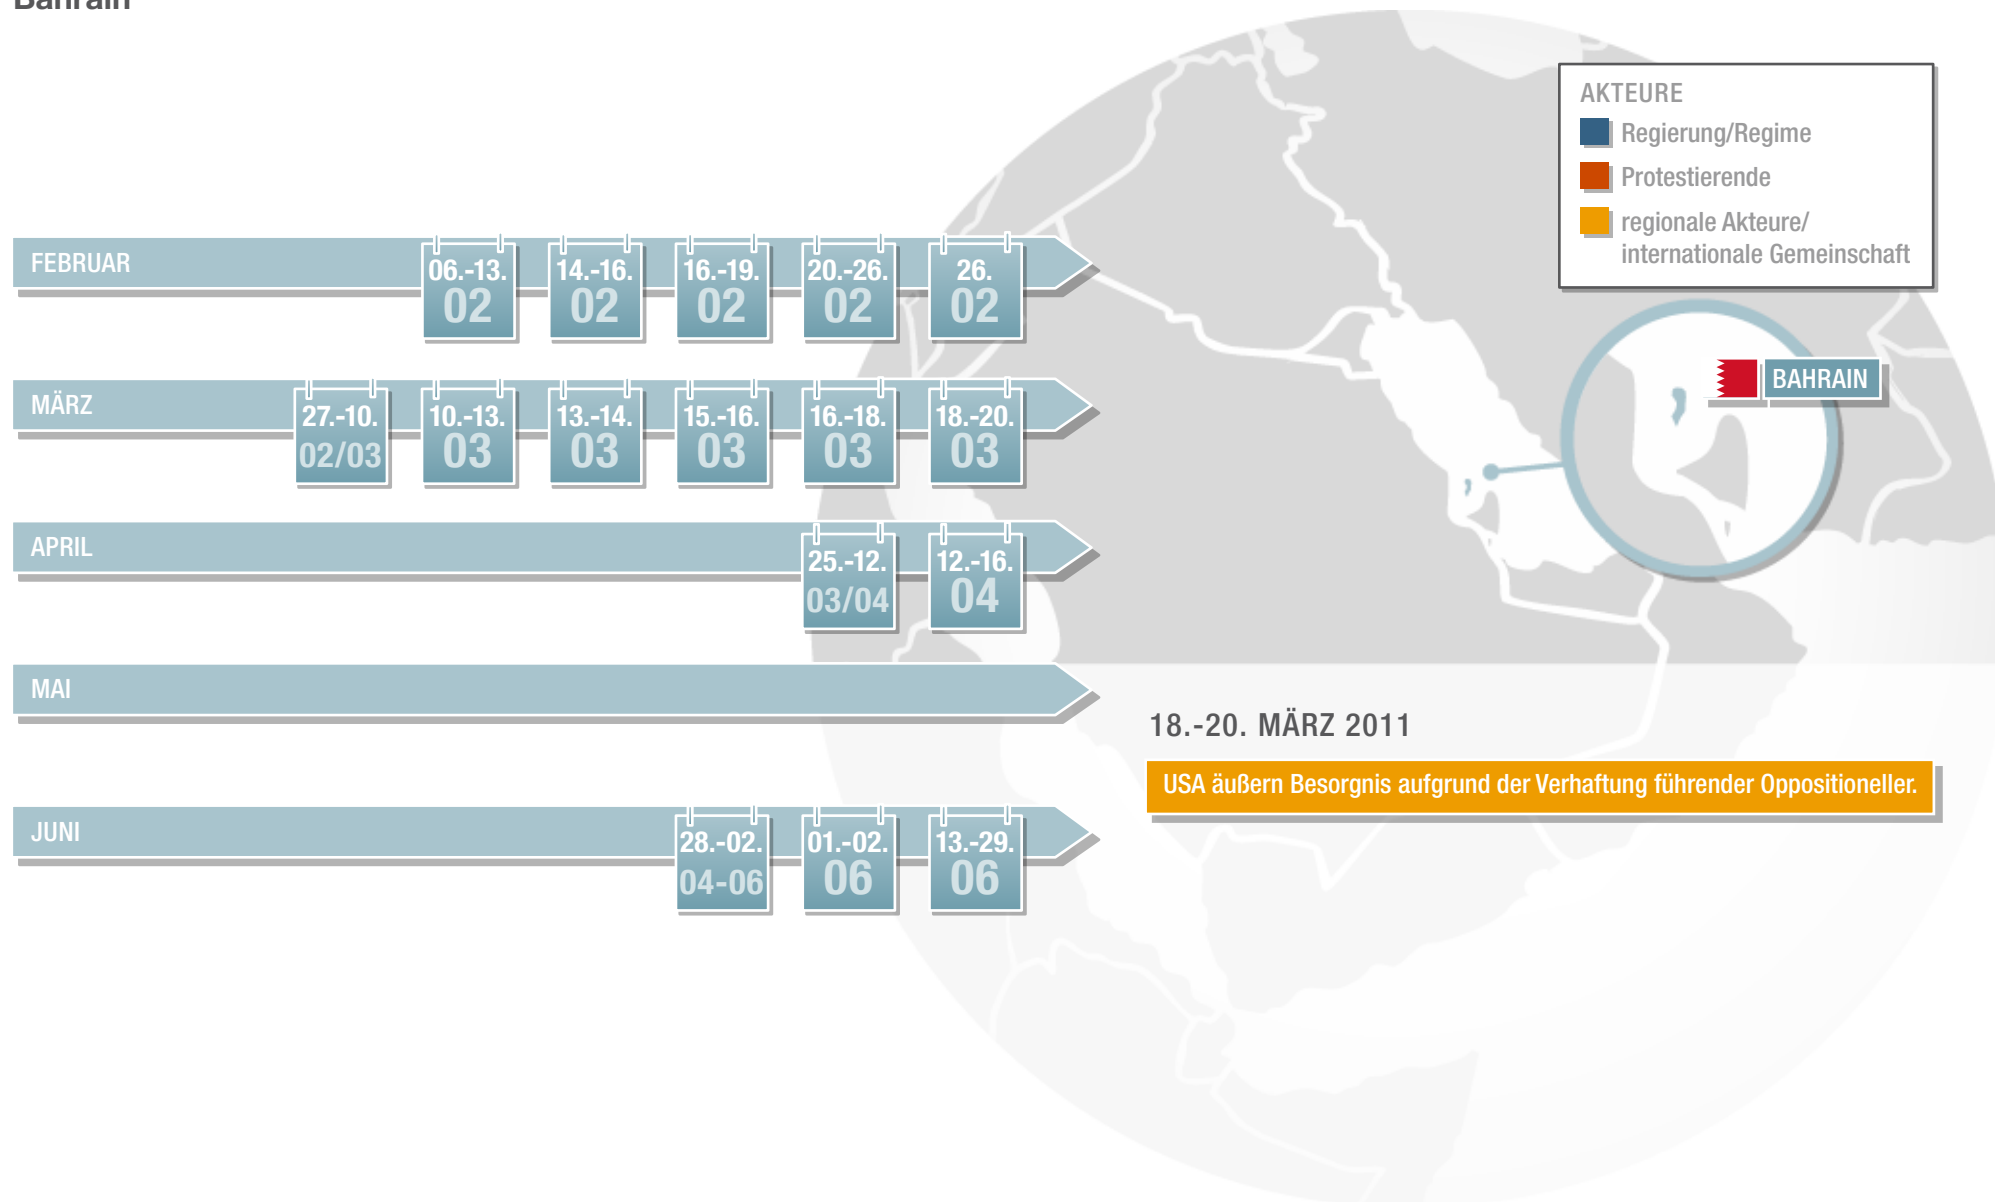 Bahrain
AKTEURE
Regierung/Regime
Protestierende
regionale Akteure/
internationale Gemeinschaft
BAHRAIN
FEBRUAR
06.-13.
02
14.-16.
02
16.-19.
02
20.-26.
02
26.
02
MÄRZ
27.-10.
02/03
10.-13.
03
13.-14.
03
15.-16.
03
16.-18.
03
18.-20.
03
APRIL
25.-12.
03/04
12.-16.
04
MAI
JUNI
28.-02.
04-06
01.-02.
06
13.-29.
06
18.-20. MÄRZ 2011
USA äußern Besorgnis aufgrund der Verhaftung führender Oppositioneller.